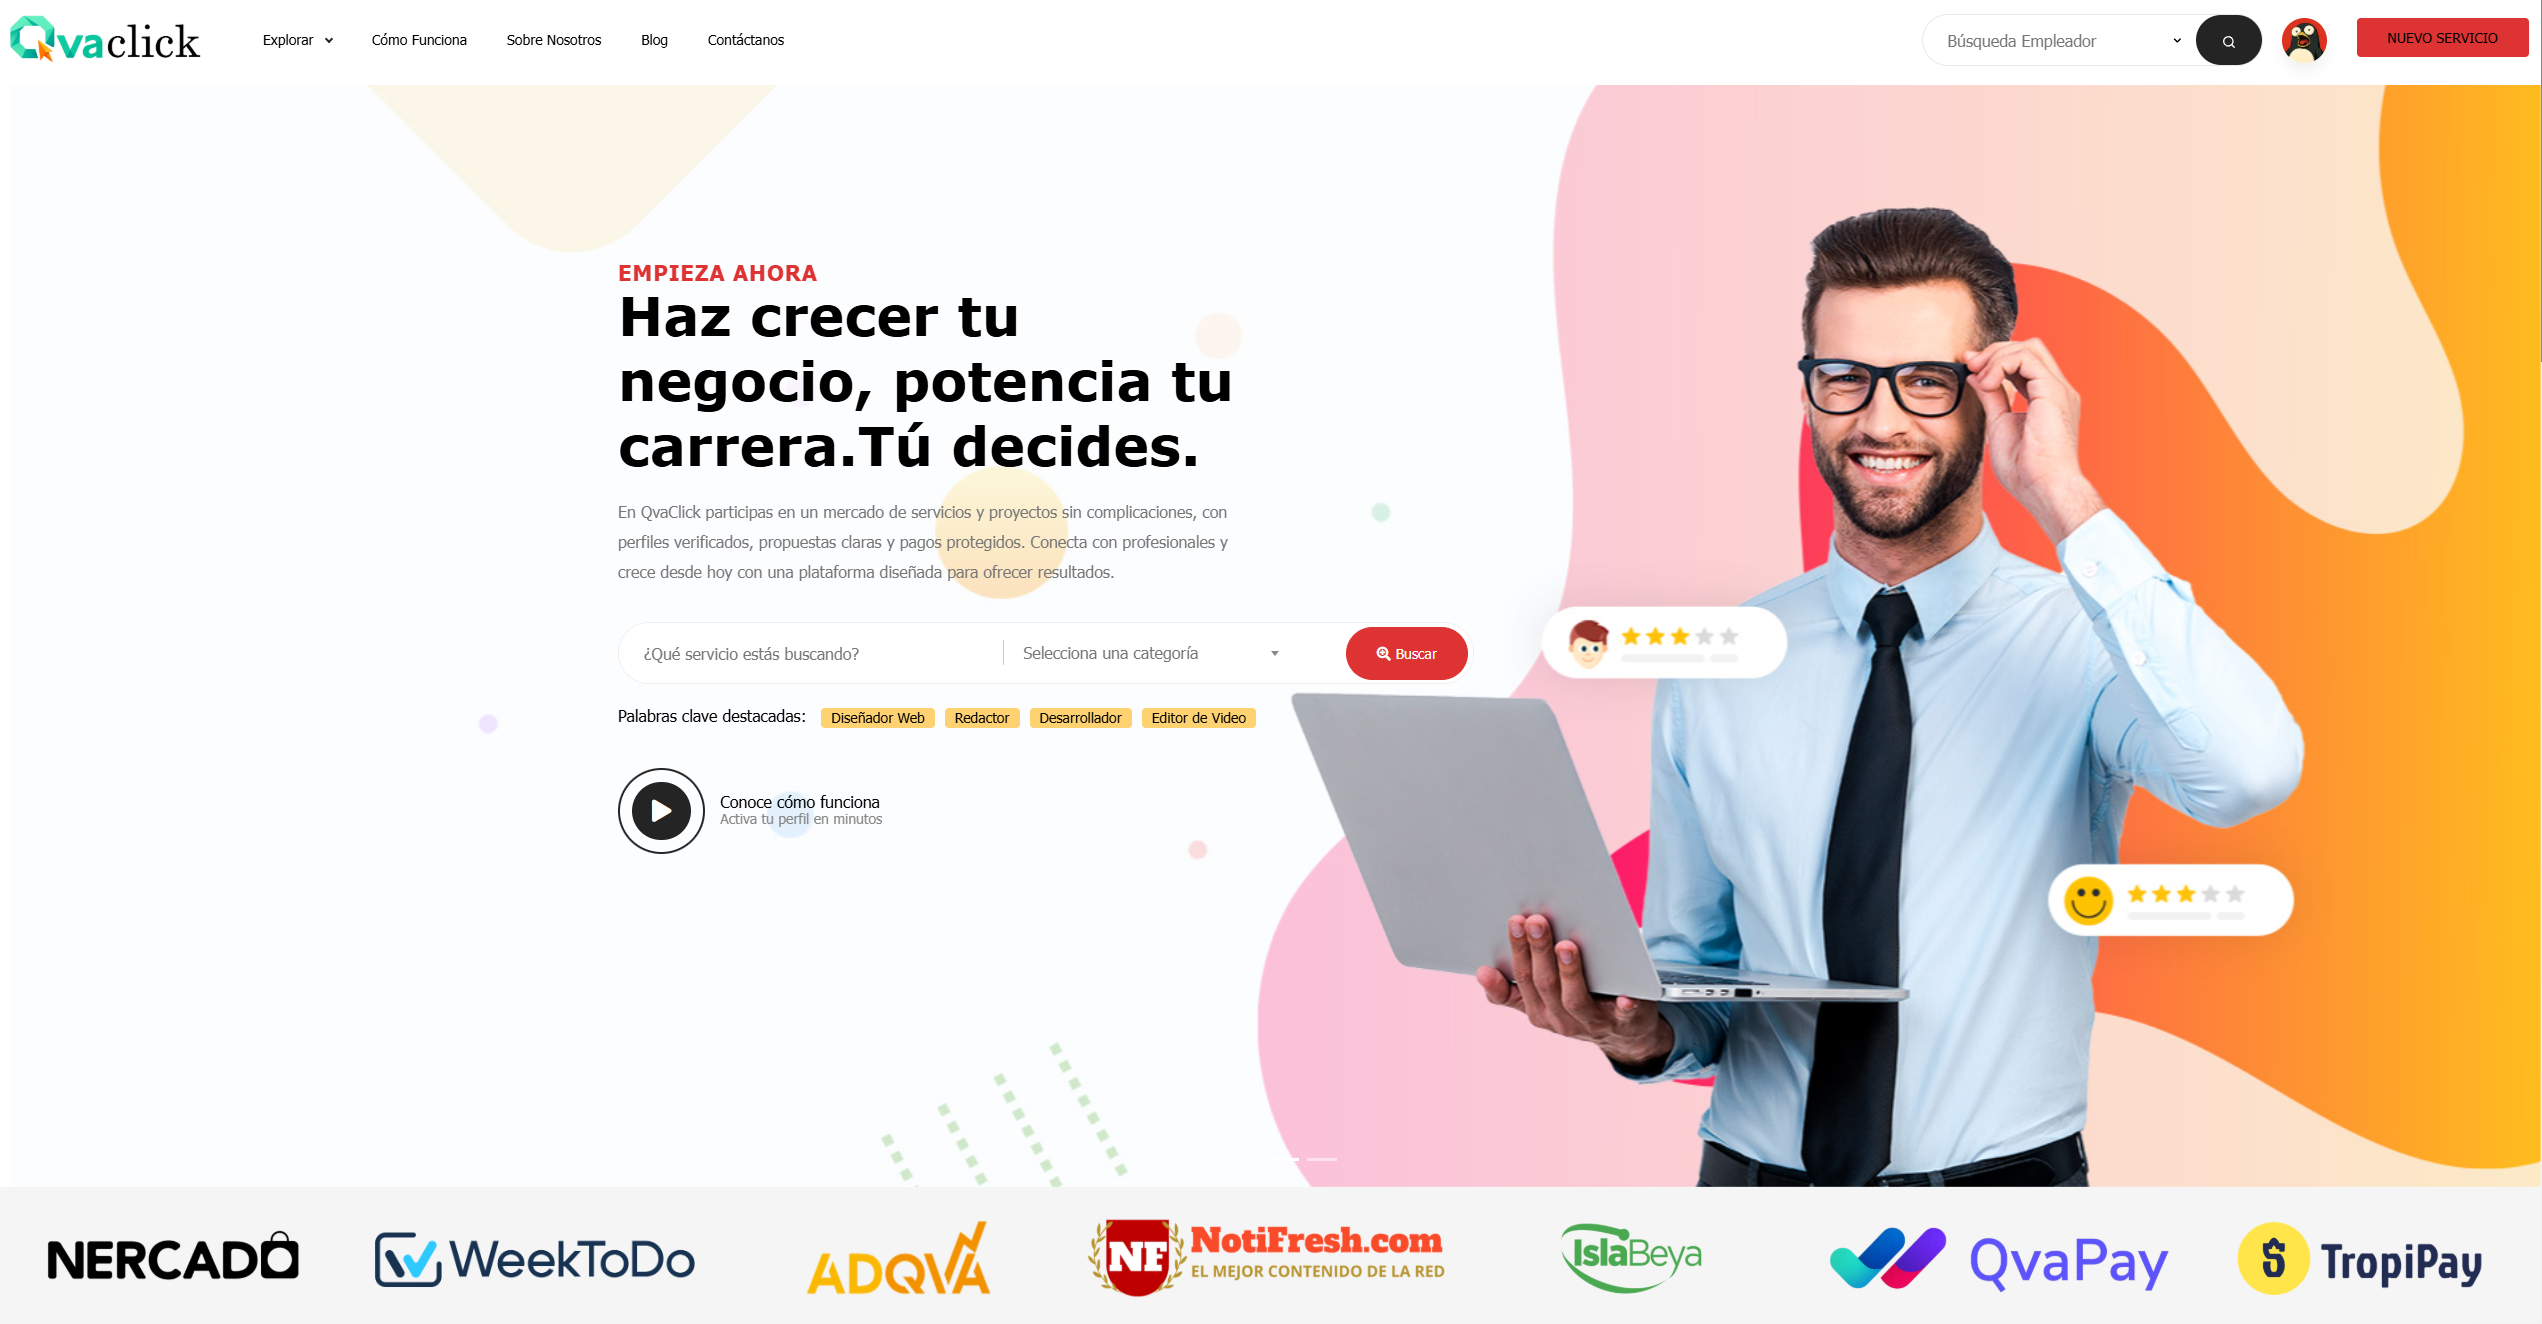 Qvaclick
Explorar
Cómo Funciona
Sobre Nosotros
Blog
Contáctanos
Búsqueda Empleador
NUEVO SERVICIO
EMPIEZA AHORA
Haz crecer tu
negocio, potencia tu
carrera.Tú decides.
En QvaClick participas en un mercado de servicios y proyectos sin complicaciones, con
perfiles verificados, propuestas claras y pagos protegidos. Conecta con profesionales y
crece desde hoy con una plataforma diseñada para ofrecer resultados.
¿Qué servicio estás buscando?
Selecciona una categoría
Buscar
Palabras clave destacadas:
Diseñador Web
Redactor
Desarrollador
Editor de Video
Conoce cómo funciona
Activa tu perfil en minutos
NERCADO
WeekToDo
ADQVA
NF
NotiFresh.com
EL MEJOR CONTENIDO DE LA RED
IslaBeya
QvaPay
$ TropiPay